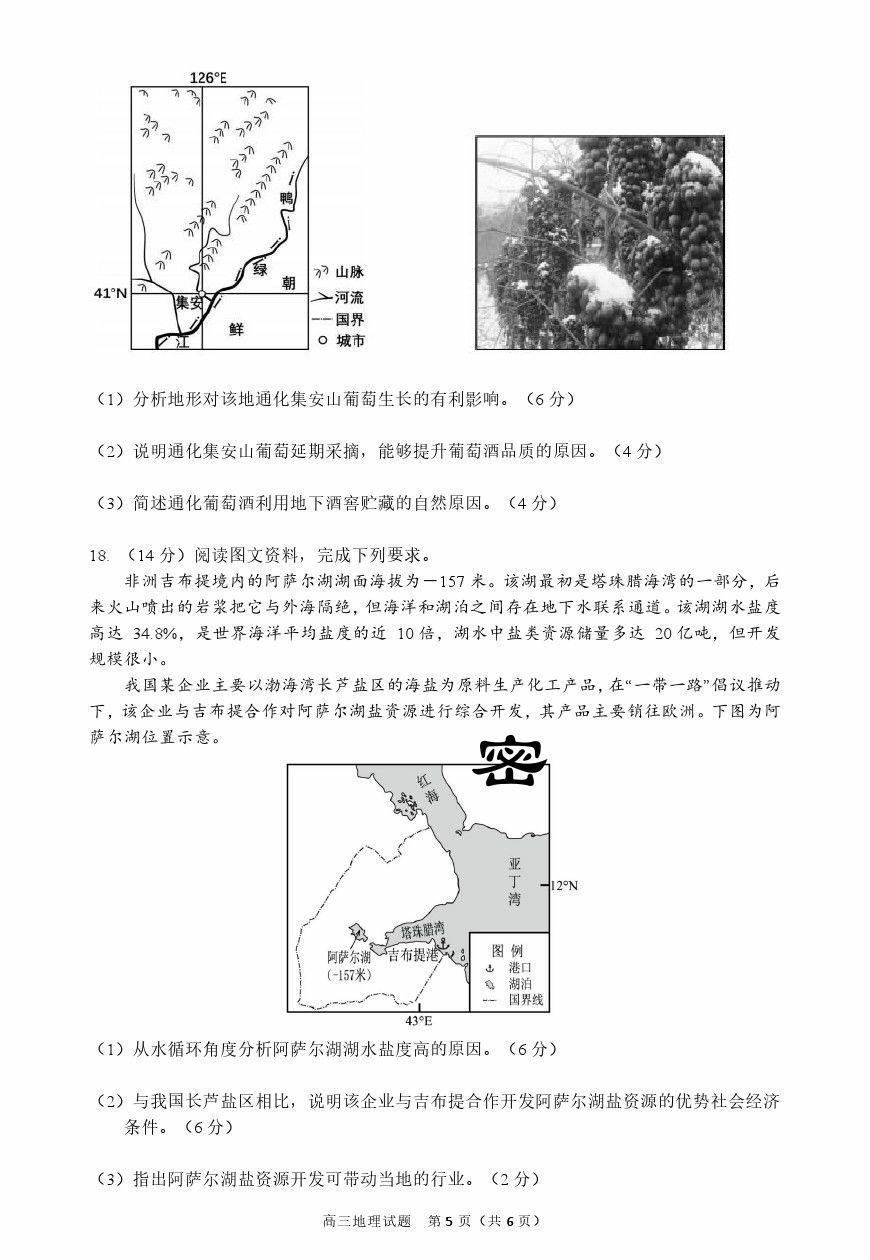 126°E
鸭
绿
朝
山脉
41°N
集安
河流
国界
鲜
江
城市
（1）分析地形对该地通化集安山葡萄生长的有利影响。（6 分）
（2）说明通化集安山葡萄延期采摘，能够提升葡萄酒品质的原因。（4 分）
（3）简述通化葡萄酒利用地下酒窖贮藏的自然原因。（4 分）
18. （14 分）阅读图文资料，完成下列要求。
非洲吉布提境内的阿萨尔湖湖面海拔为－157 米。该湖最初是塔珠腊海湾的一部分，后
来火山喷出的岩浆把它与外海隔绝，但海洋和湖泊之间存在地下水联系通道。该湖湖水盐度
高达 34.8%，是世界海洋平均盐度的近 10 倍，湖水中盐类资源储量多达 20 亿吨，但开发
规模很小。
我国某企业主要以渤海湾长芦盐区的海盐为原料生产化工产品，在“一带一路”倡议推动
下，该企业与吉布提合作对阿萨尔湖盐资源进行综合开发，其产品主要销往欧洲。下图为阿
萨尔湖位置示意。
密
红
海
亚
丁
湾
12°N
塔珠腊湾
阿萨尔湖
(-157米)
吉布提港
图 例
港口
湖泊
国界线
43°E
（1）从水循环角度分析阿萨尔湖湖水盐度高的原因。（6 分）
（2）与我国长芦盐区相比，说明该企业与吉布提合作开发阿萨尔湖盐资源的优势社会经济
条件。（6 分）
（3）指出阿萨尔湖盐资源开发可带动当地的行业。（2 分）
高三地理试题 第 5 页（共 6 页）